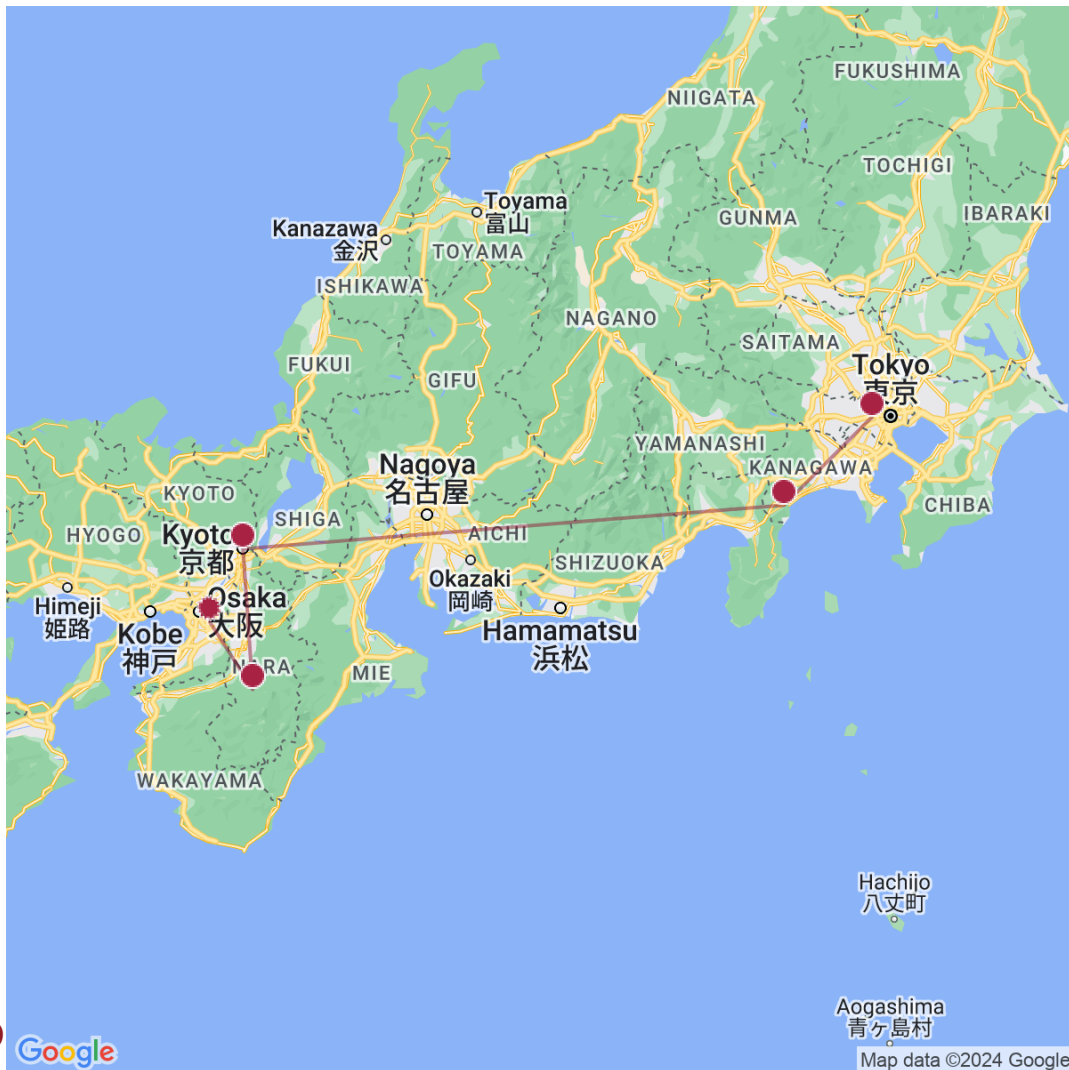 FUKUSHIMA
NIIGATA
TOCHIGI
IBARAKI
GUNMA
Toyama
富山
Kanazawa
金沢
TOYAMA
ISHIKAWA
NAGANO
SAITAMA
FUKUI
GIFU
Tokyo
東京
YAMANASHI
KANAGAWA
Nagoya
名古屋
KYOTO
CHIBA
SHIGA
AICHI
HYOGO
Kyoto
京都
SHIZUOKA
Okazaki
岡崎
Himeji
姫路
Osaka
大阪
Kobe
神戸
Hamamatsu
浜松
NARA
MIE
WAKAYAMA
Hachijo
八丈町
Aogashima
青ヶ島村
Google
Map data ©2024 Google